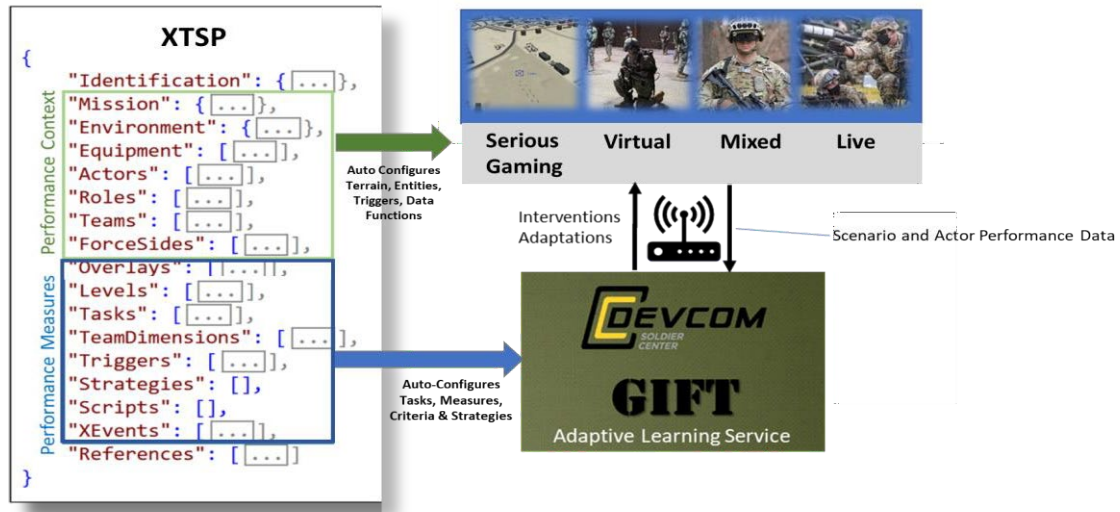 XTSP
{
"Identification": { [...] },
"Mission": { [...] },
"Environment": { [...] },
"Equipment": [ [...] ],
"Actors": [ [...] ],
"Roles": [ [...] ],
"Teams": [ [...] ],
"ForceSides": [ [...] ],
"Overlays": [ [...] ],
"Levels": [ [...] ],
"Tasks": [ [...] ],
"TeamDimensions": [ [...] ],
"Triggers": [ [...] ],
"Strategies": [],
"Scripts": [],
"XEvents": [ [...] ],
"References": [ [...] ]
}
Performance Context
Performance Measures
Auto Configures
Terrain, Entities,
Triggers, Data
Functions
Auto-Configures
Tasks, Measures,
Criteria & Strategies
Serious
Gaming
Virtual
Mixed
Live
Interventions
Adaptations
Scenario and Actor Performance Data
DEVCOM
SOLDIER
CENTER
GIFT
Adaptive Learning Service